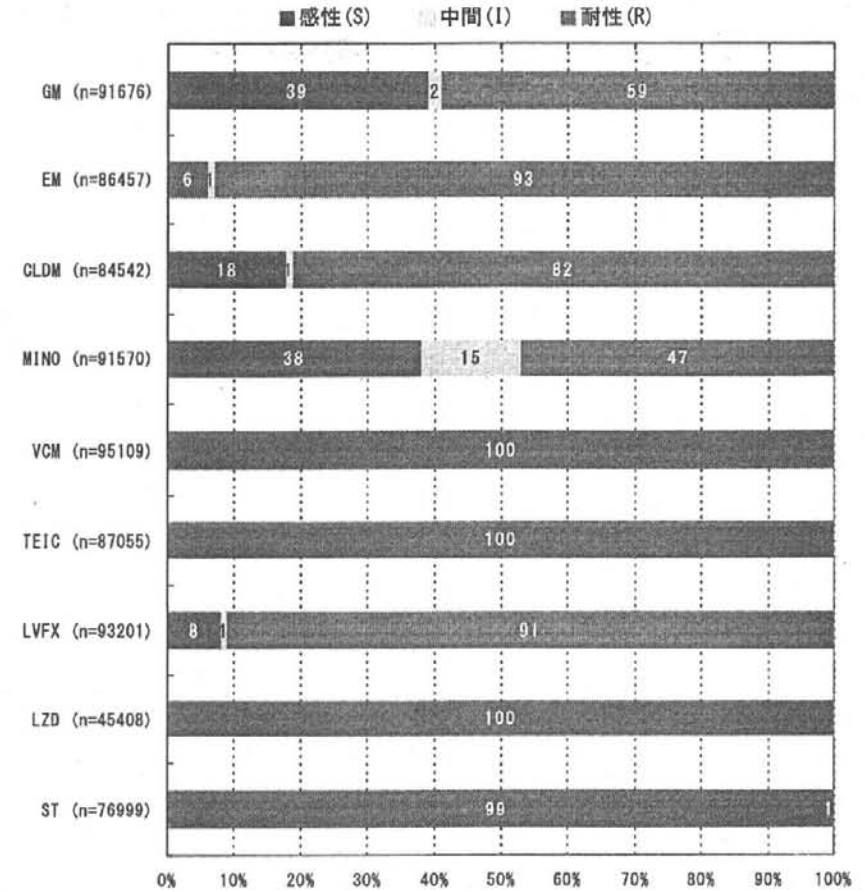 ■感性(S) ■中間(I) ■耐性(R)
GM (n=91676) 39 2 59
EM (n=86457) 6 1 93
CLDM (n=84542) 18 1 82
MINO (n=91570) 38 15 47
VCM (n=95109) 100
TEIC (n=87055) 100
LVFX (n=93201) 8 1 91
LZD (n=45408) 100
ST (n=76999) 99 1
0% 10% 20% 30% 40% 50% 60% 70% 80% 90% 100%